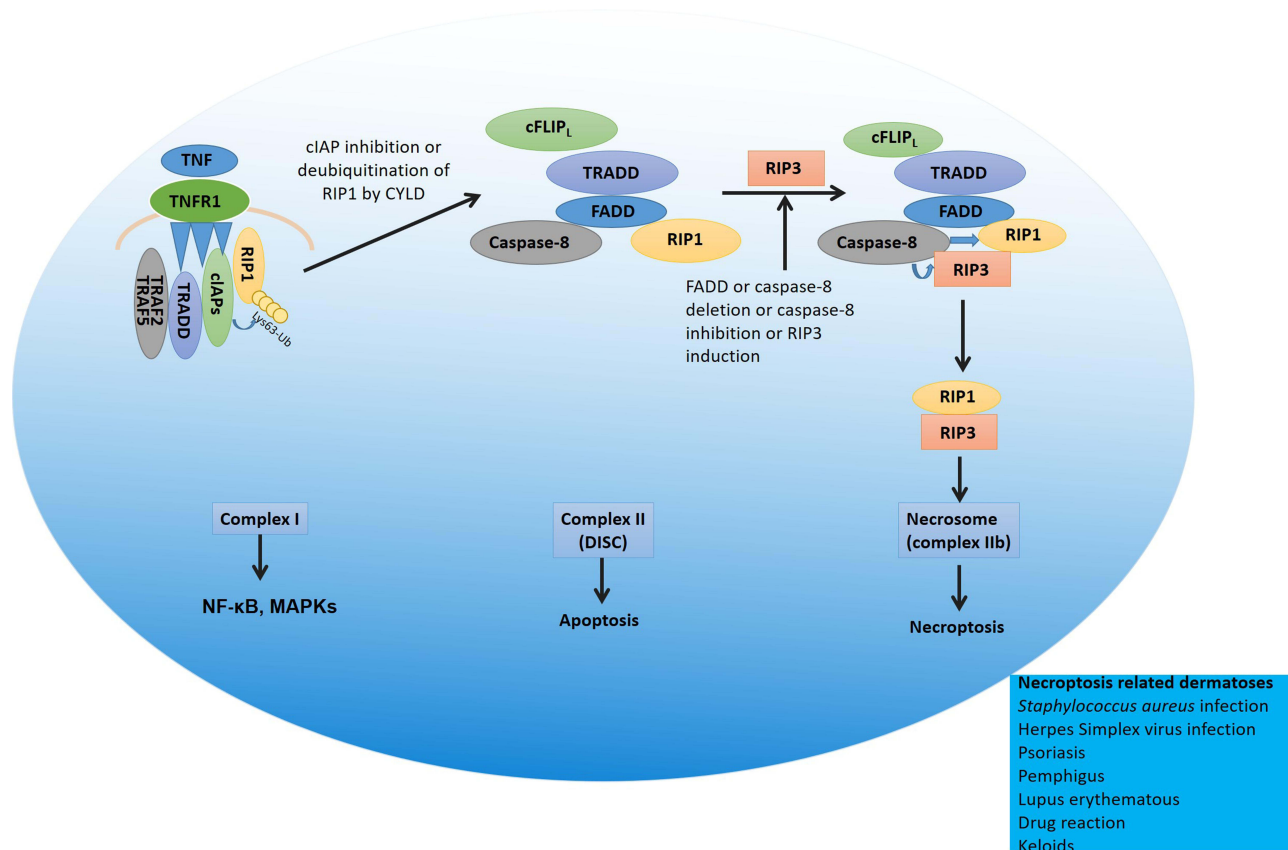 TNF
TNFR1
TRAF2
TRAF5
TRADD
cIAPs
RIP1
Lys63-Ub
cIAP inhibition or
deubiquitination of
RIP1 by CYLD
cFLIPL
TRADD
FADD
Caspase-8
RIP1
RIP3
FADD or caspase-8
deletion or caspase-8
inhibition or RIP3
induction
cFLIPL
TRADD
FADD
Caspase-8
RIP1
RIP3
RIP1
RIP3
Complex I
NF-κB, MAPKs
Complex II
(DISC)
Apoptosis
Necrosome
(complex IIb)
Necroptosis
Necroptosis related dermatoses
Staphylococcus aureus infection
Herpes Simplex virus infection
Psoriasis
Pemphigus
Lupus erythematous
Drug reaction
Keloids